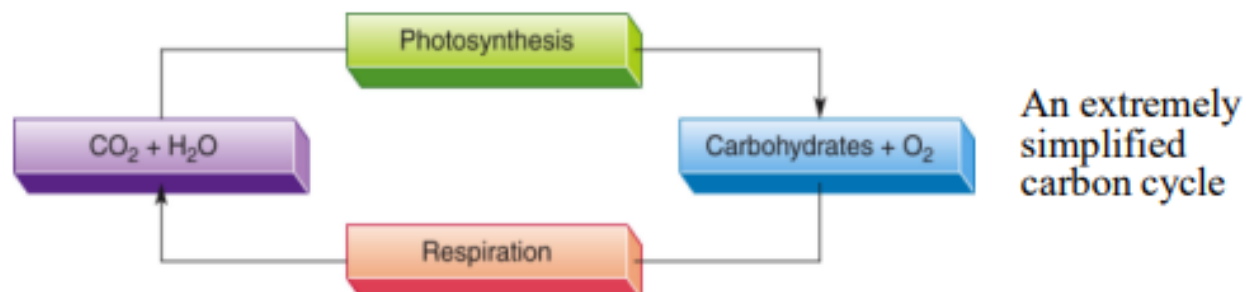 Photosynthesis
CO₂ + H₂O
Carbohydrates + O₂
An extremely
simplified
carbon cycle
Respiration